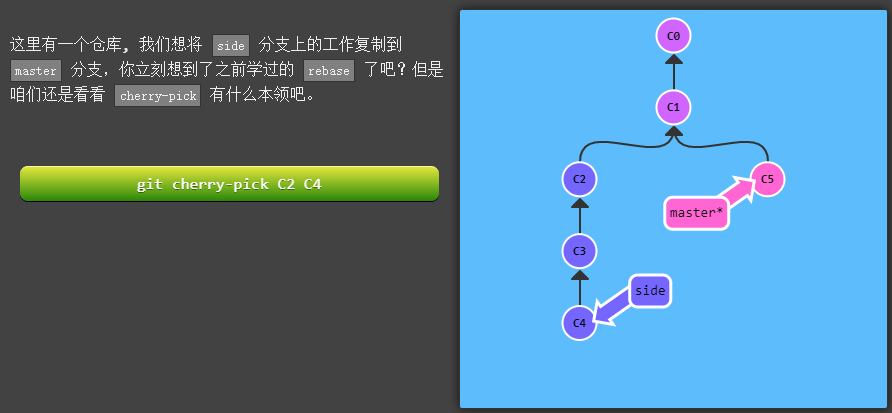 这里有一个仓库, 我们想将 side 分支上的工作复制到
master 分支，你立刻想到了之前学过的 rebase 了吧？但是
咱们还是看看 cherry-pick 有什么本领吧。
git cherry-pick C2 C4
C0
C1
C2
C5
master*
C3
side
C4